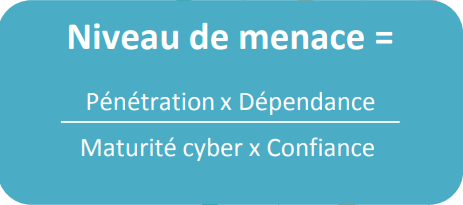 Niveau de menace =
Pénétration x Dépendance
Maturité cyber x Confiance